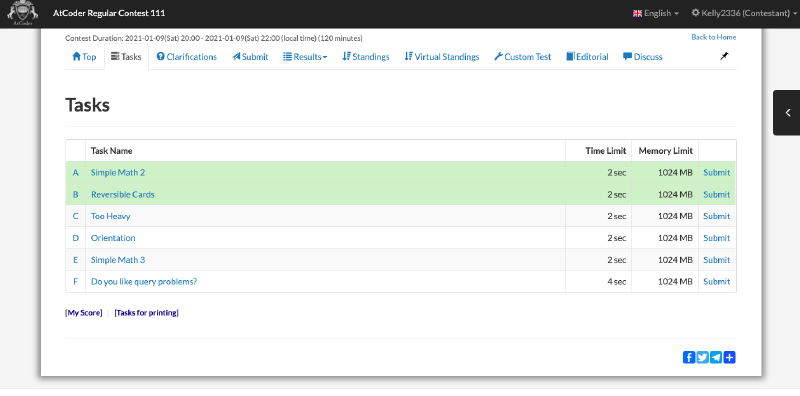 AtCoder
AtCoder Regular Contest 111
English
Kelly2336 (Contestant)
Contest Duration: 2021-01-09(Sat) 20:00 - 2021-01-09(Sat) 22:00 (local time) (120 minutes)
Back to Home
Top Tasks Clarifications Submit Results Standings Virtual Standings Custom Test Editorial Discuss
Tasks
Task Name Time Limit Memory Limit
A Simple Math 2 2 sec 1024 MB Submit
B Reversible Cards 2 sec 1024 MB Submit
C Too Heavy 2 sec 1024 MB Submit
D Orientation 2 sec 1024 MB Submit
E Simple Math 3 2 sec 1024 MB Submit
F Do you like query problems? 4 sec 1024 MB Submit
[My Score] | [Tasks for printing]